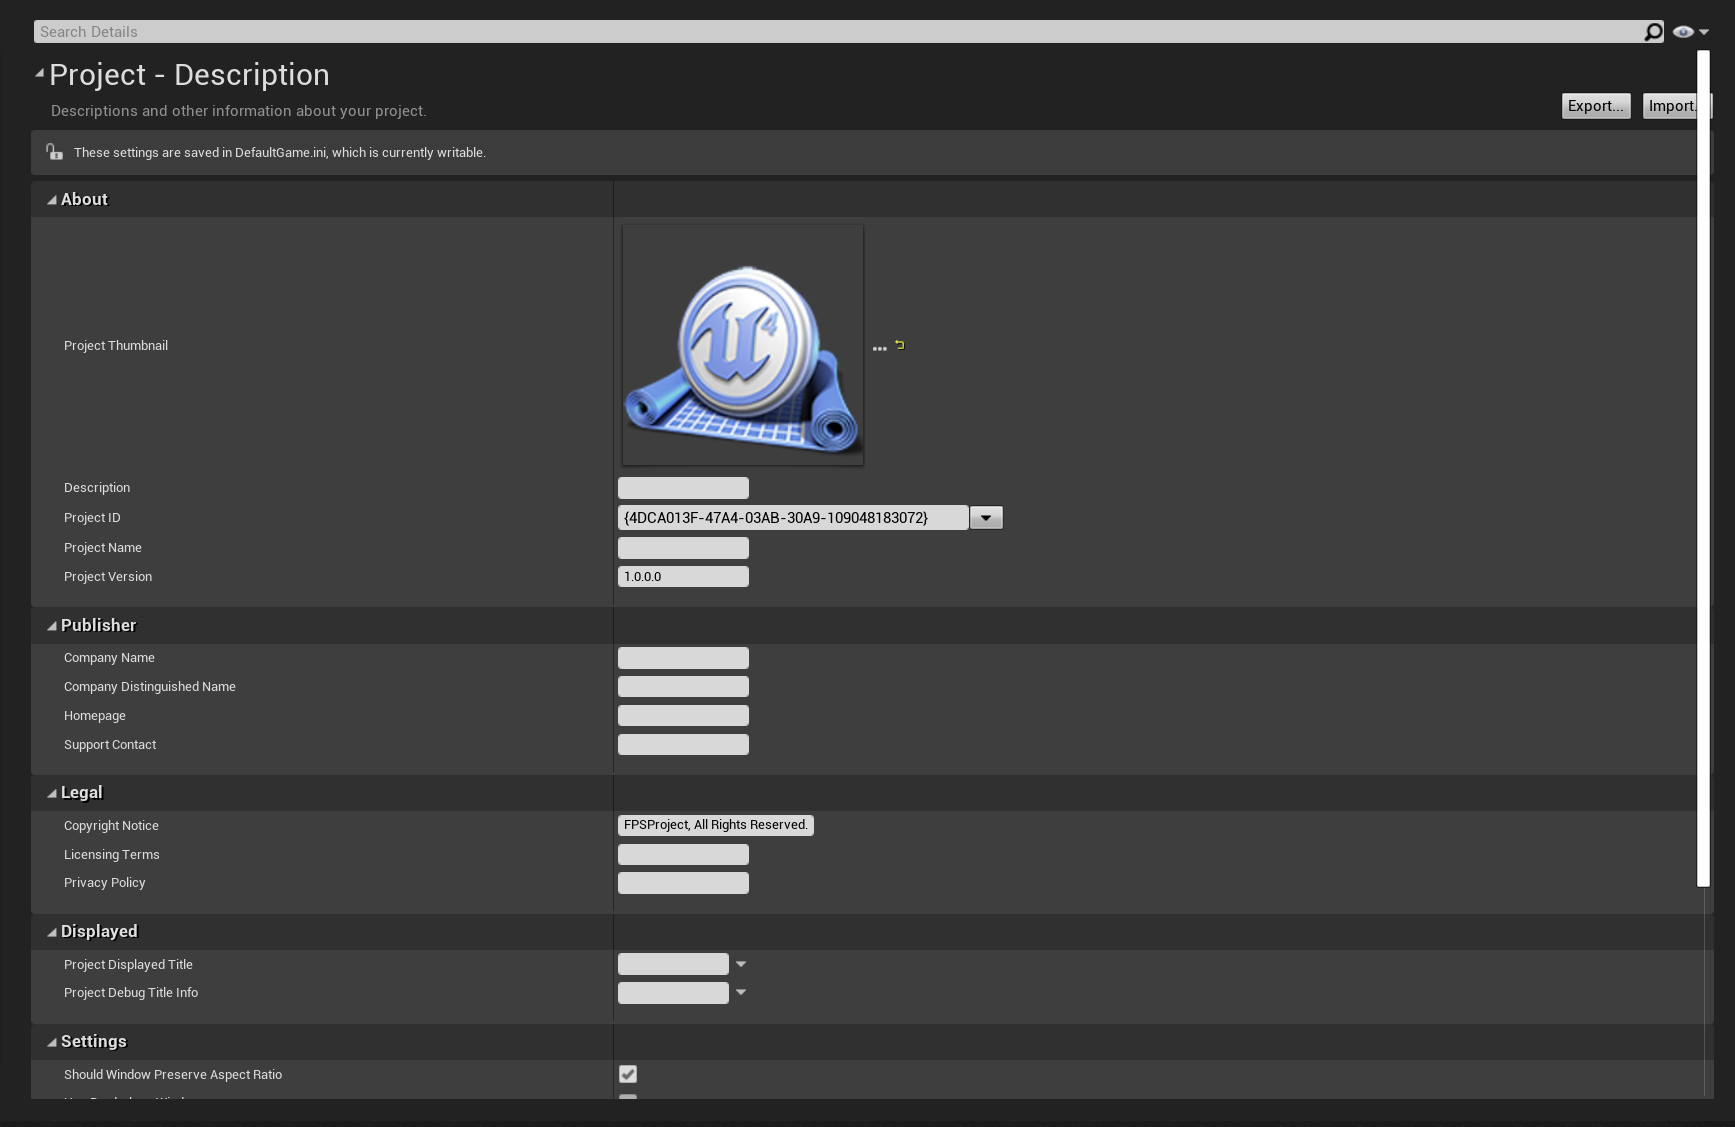 Search Details
Project - Description
Descriptions and other information about your project.
Export...
Import.
These settings are saved in DefaultGame.ini, which is currently writable.
About
Project Thumbnail
Description
Project ID
{4DCA013F-47A4-03AB-30A9-109048183072}
Project Name
Project Version
1.0.0.0
Publisher
Company Name
Company Distinguished Name
Homepage
Support Contact
Legal
Copyright Notice
FPSProject, All Rights Reserved.
Licensing Terms
Privacy Policy
Displayed
Project Displayed Title
Project Debug Title Info
Settings
Should Window Preserve Aspect Ratio